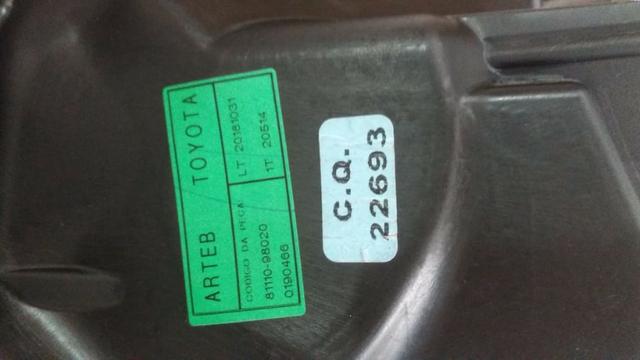 ARTEB TOYOTA
CODIGO DA PEÇA
81110-98020
0190466
LT 20181031
1T 20514
C.Q.
22693